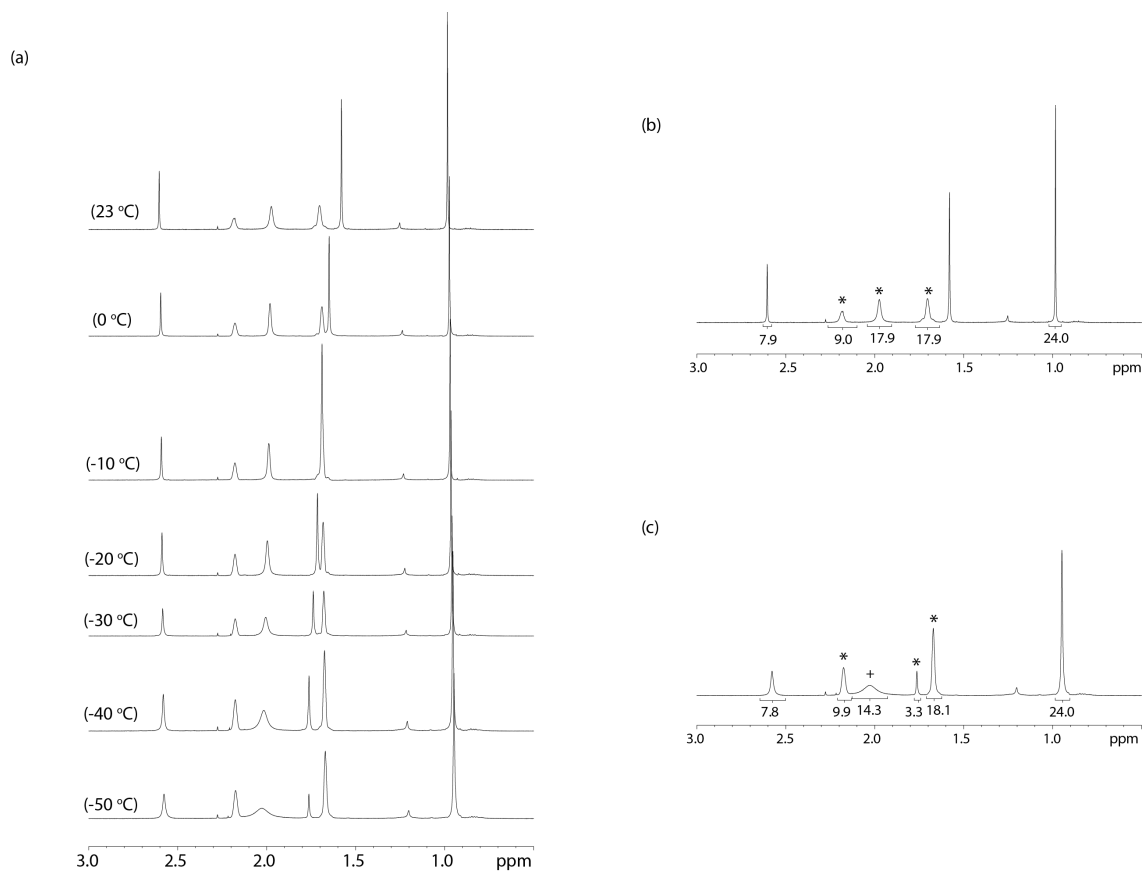 (a)
(23 °C)
(0 °C)
(-10 °C)
(-20 °C)
(-30 °C)
(-40 °C)
(-50 °C)
3.0 2.5 2.0 1.5 1.0 ppm
(b)
* * *
7.9 9.0 17.9 17.9 24.0
3.0 2.5 2.0 1.5 1.0 ppm
(c)
* + * *
7.8 9.9 14.3 3.3 18.1 24.0
3.0 2.5 2.0 1.5 1.0 ppm